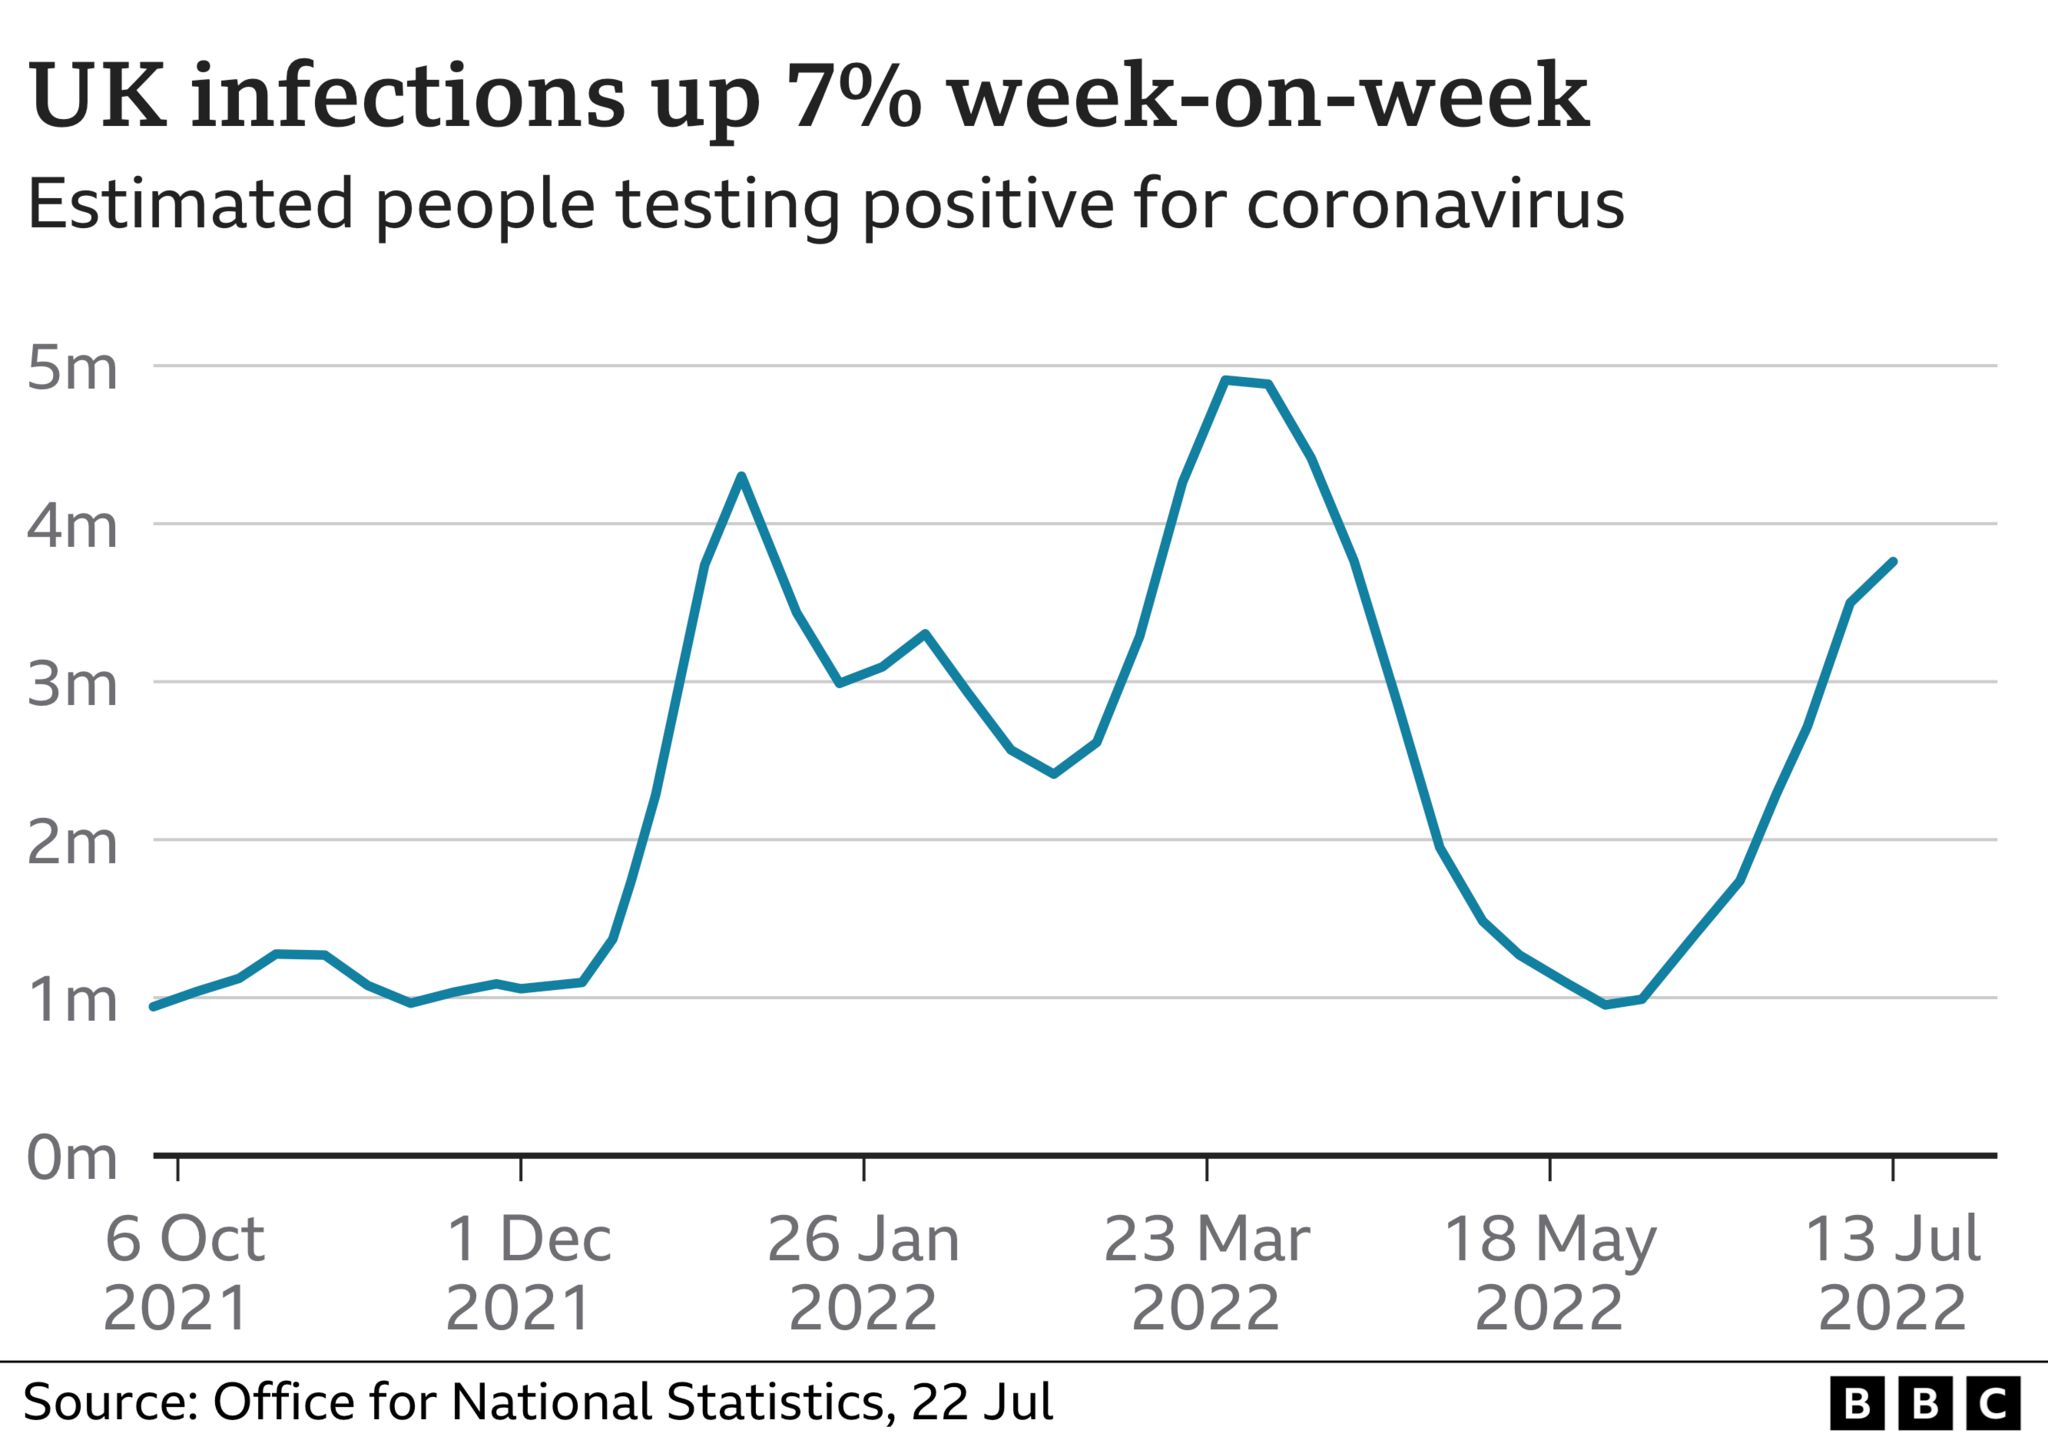 UK infections up 7% week-on-week
Estimated people testing positive for coronavirus
5m
4m
3m
2m
1m
0m
6 Oct 2021
1 Dec 2021
26 Jan 2022
23 Mar 2022
18 May 2022
13 Jul 2022
Source: Office for National Statistics, 22 Jul
BBC